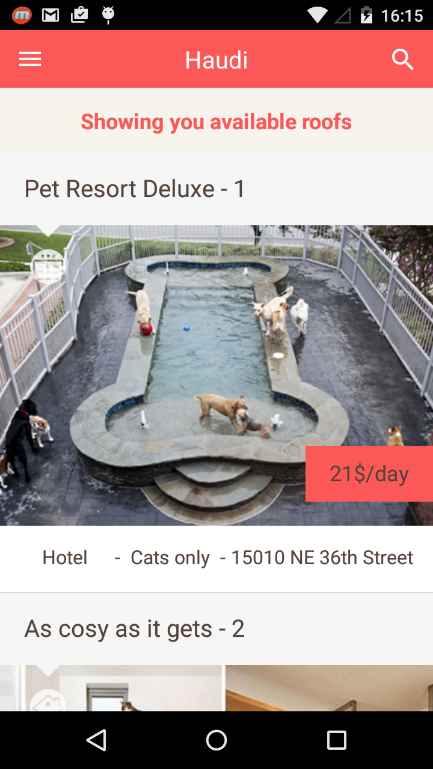 16:15
Haudi
Showing you available roofs
Pet Resort Deluxe - 1
21$/day
Hotel - Cats only - 15010 NE 36th Street
As cosy as it gets - 2